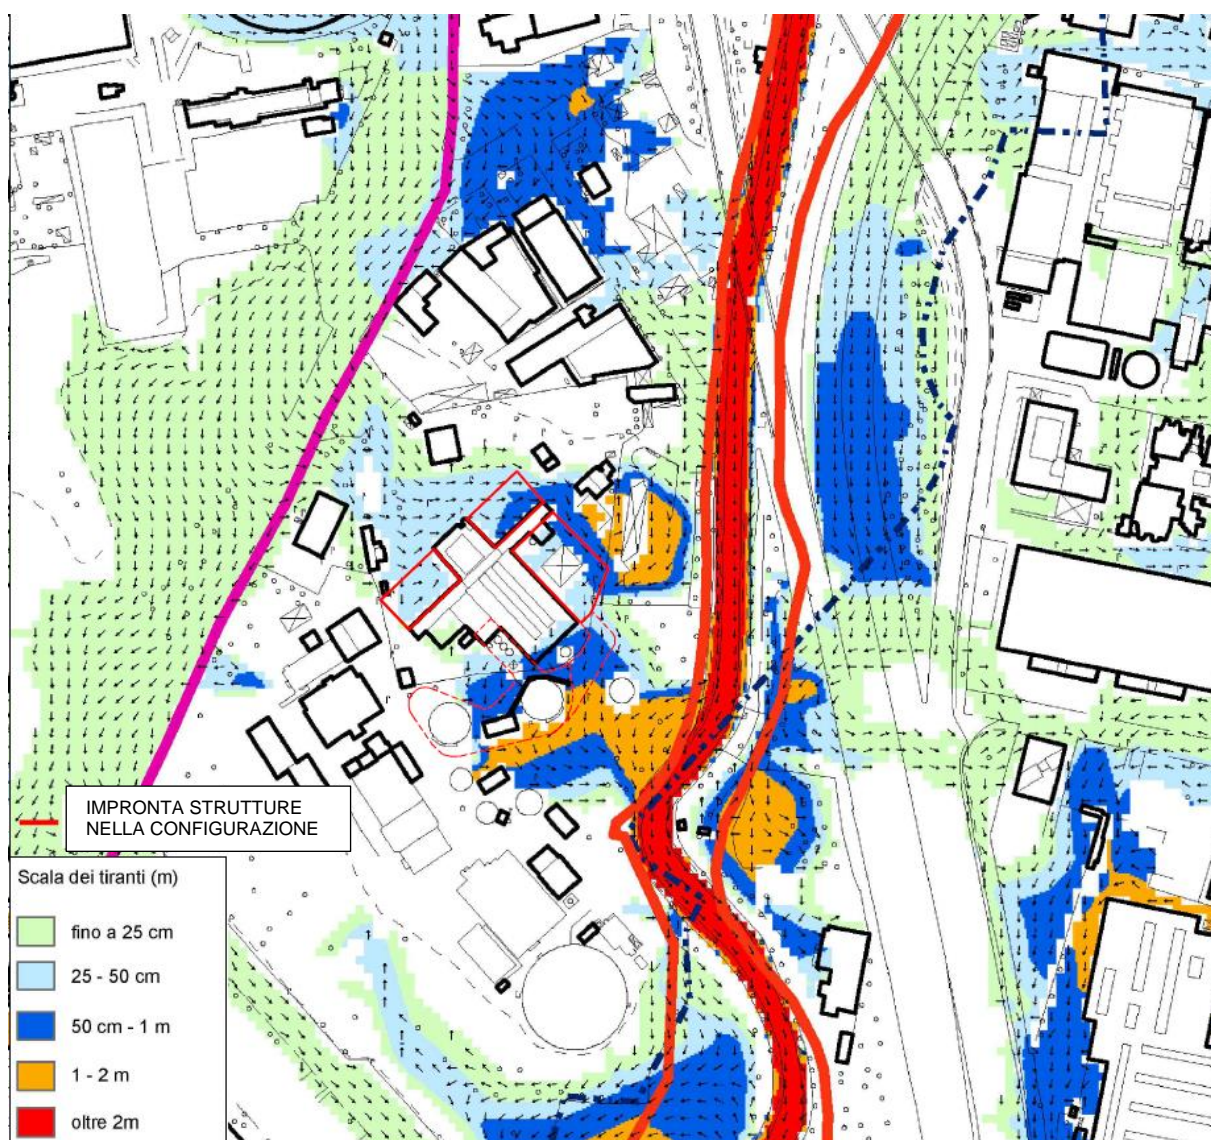 IMPRONTA STRUTTURE
NELLA CONFIGURAZIONE
Scala dei tiranti (m)
fino a 25 cm
25 - 50 cm
50 cm - 1 m
1 - 2 m
oltre 2m